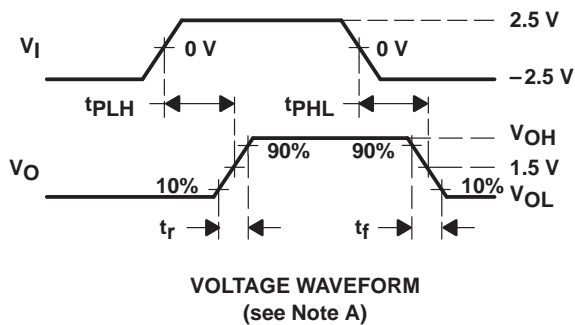 2.5 V
VI
0 V
0 V
–2.5 V
tPLH
tPHL
VOH
90%
90%
1.5 V
VO
10%
10%
VOL
tr
tf
VOLTAGE WAVEFORM
(see Note A)